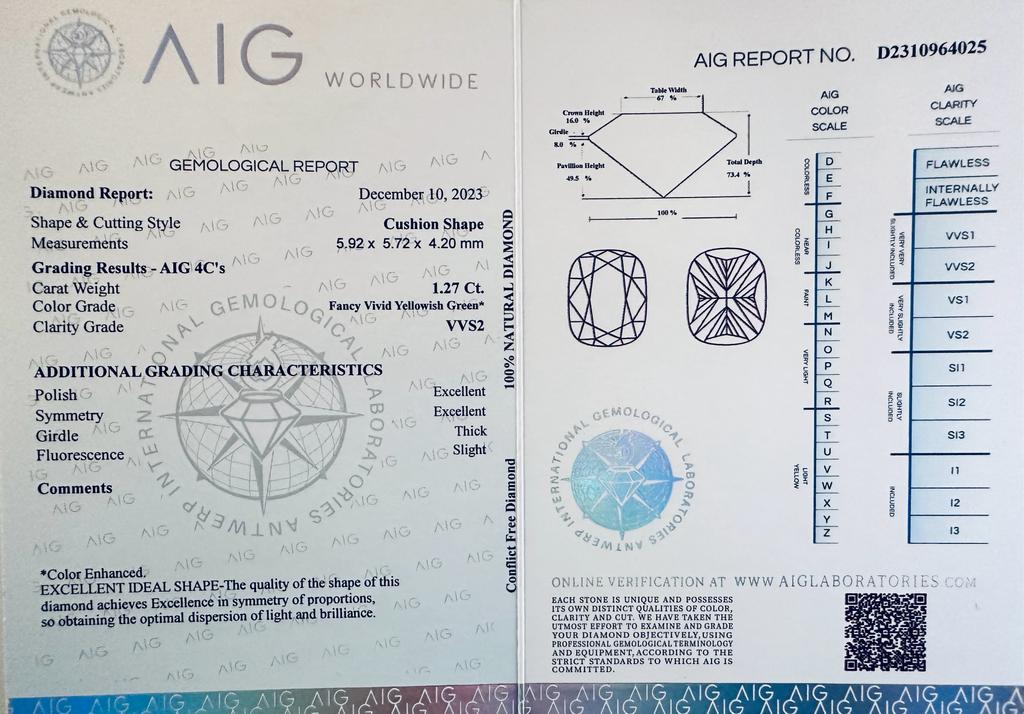 AIG WORLDWIDE
GEMOLOGICAL REPORT
Diamond Report: December 10, 2023
Shape & Cutting Style Cushion Shape
Measurements 5.92 x 5.72 x 4.20 mm
Grading Results - AIG 4C's
Carat Weight 1.27 Ct.
Color Grade Fancy Vivid Yellowish Green*
Clarity Grade VVS2
ADDITIONAL GRADING CHARACTERISTICS
Polish Excellent
Symmetry Excellent
Girdle Thick
Fluorescence Slight
Comments
*Color Enhanced.
EXCELLENT IDEAL SHAPE-The quality of the shape of this
diamond achieves Excellence in symmetry of proportions,
so obtaining the optimal dispersion of light and brilliance.
INTERNATIONAL GEMOLOGICAL LABORATORIES ANTWERP
100% NATURAL DIAMOND
Conflict Free Diamond
AIG REPORT NO. D2310964025
Table Width
67 %
Crown Height
16.0 %
Girdle
8.0 %
Pavillion Height
49.5 %
Total Depth
73.4 %
100 %
INTERNATIONAL GEMOLOGICAL LABORATORIES ANTWERP
AIG
COLOR
SCALE
COLORLESS
D
E
F
NEAR COLORLESS
G
H
I
J
FAINT
K
L
M
VERY LIGHT
N
O
P
Q
R
LIGHT YELLOW
S
T
U
V
W
X
Y
Z
AIG
CLARITY
SCALE
FLAWLESS
INTERNALLY
FLAWLESS
VERY VERY SLIGHTLY INCLUDED
VVS1
VVS2
VERY SLIGHTLY INCLUDED
VS1
VS2
SLIGHTLY INCLUDED
SI1
SI2
SI3
INCLUDED
I1
I2
I3
ONLINE VERIFICATION AT WWW.AIGLABORATORIES.COM
EACH STONE IS UNIQUE AND POSSESSES
ITS OWN DISTINCT QUALITIES OF COLOR,
CLARITY AND CUT. WE HAVE TAKEN THE
UTMOST EFFORT TO EXAMINE AND GRADE
YOUR DIAMOND OBJECTIVELY, USING
PROFESSIONAL GEMOLOGICAL TERMINOLOGY
AND EQUIPMENT, ACCORDING TO THE
STRICT STANDARDS TO WHICH AIG IS
COMMITTED.